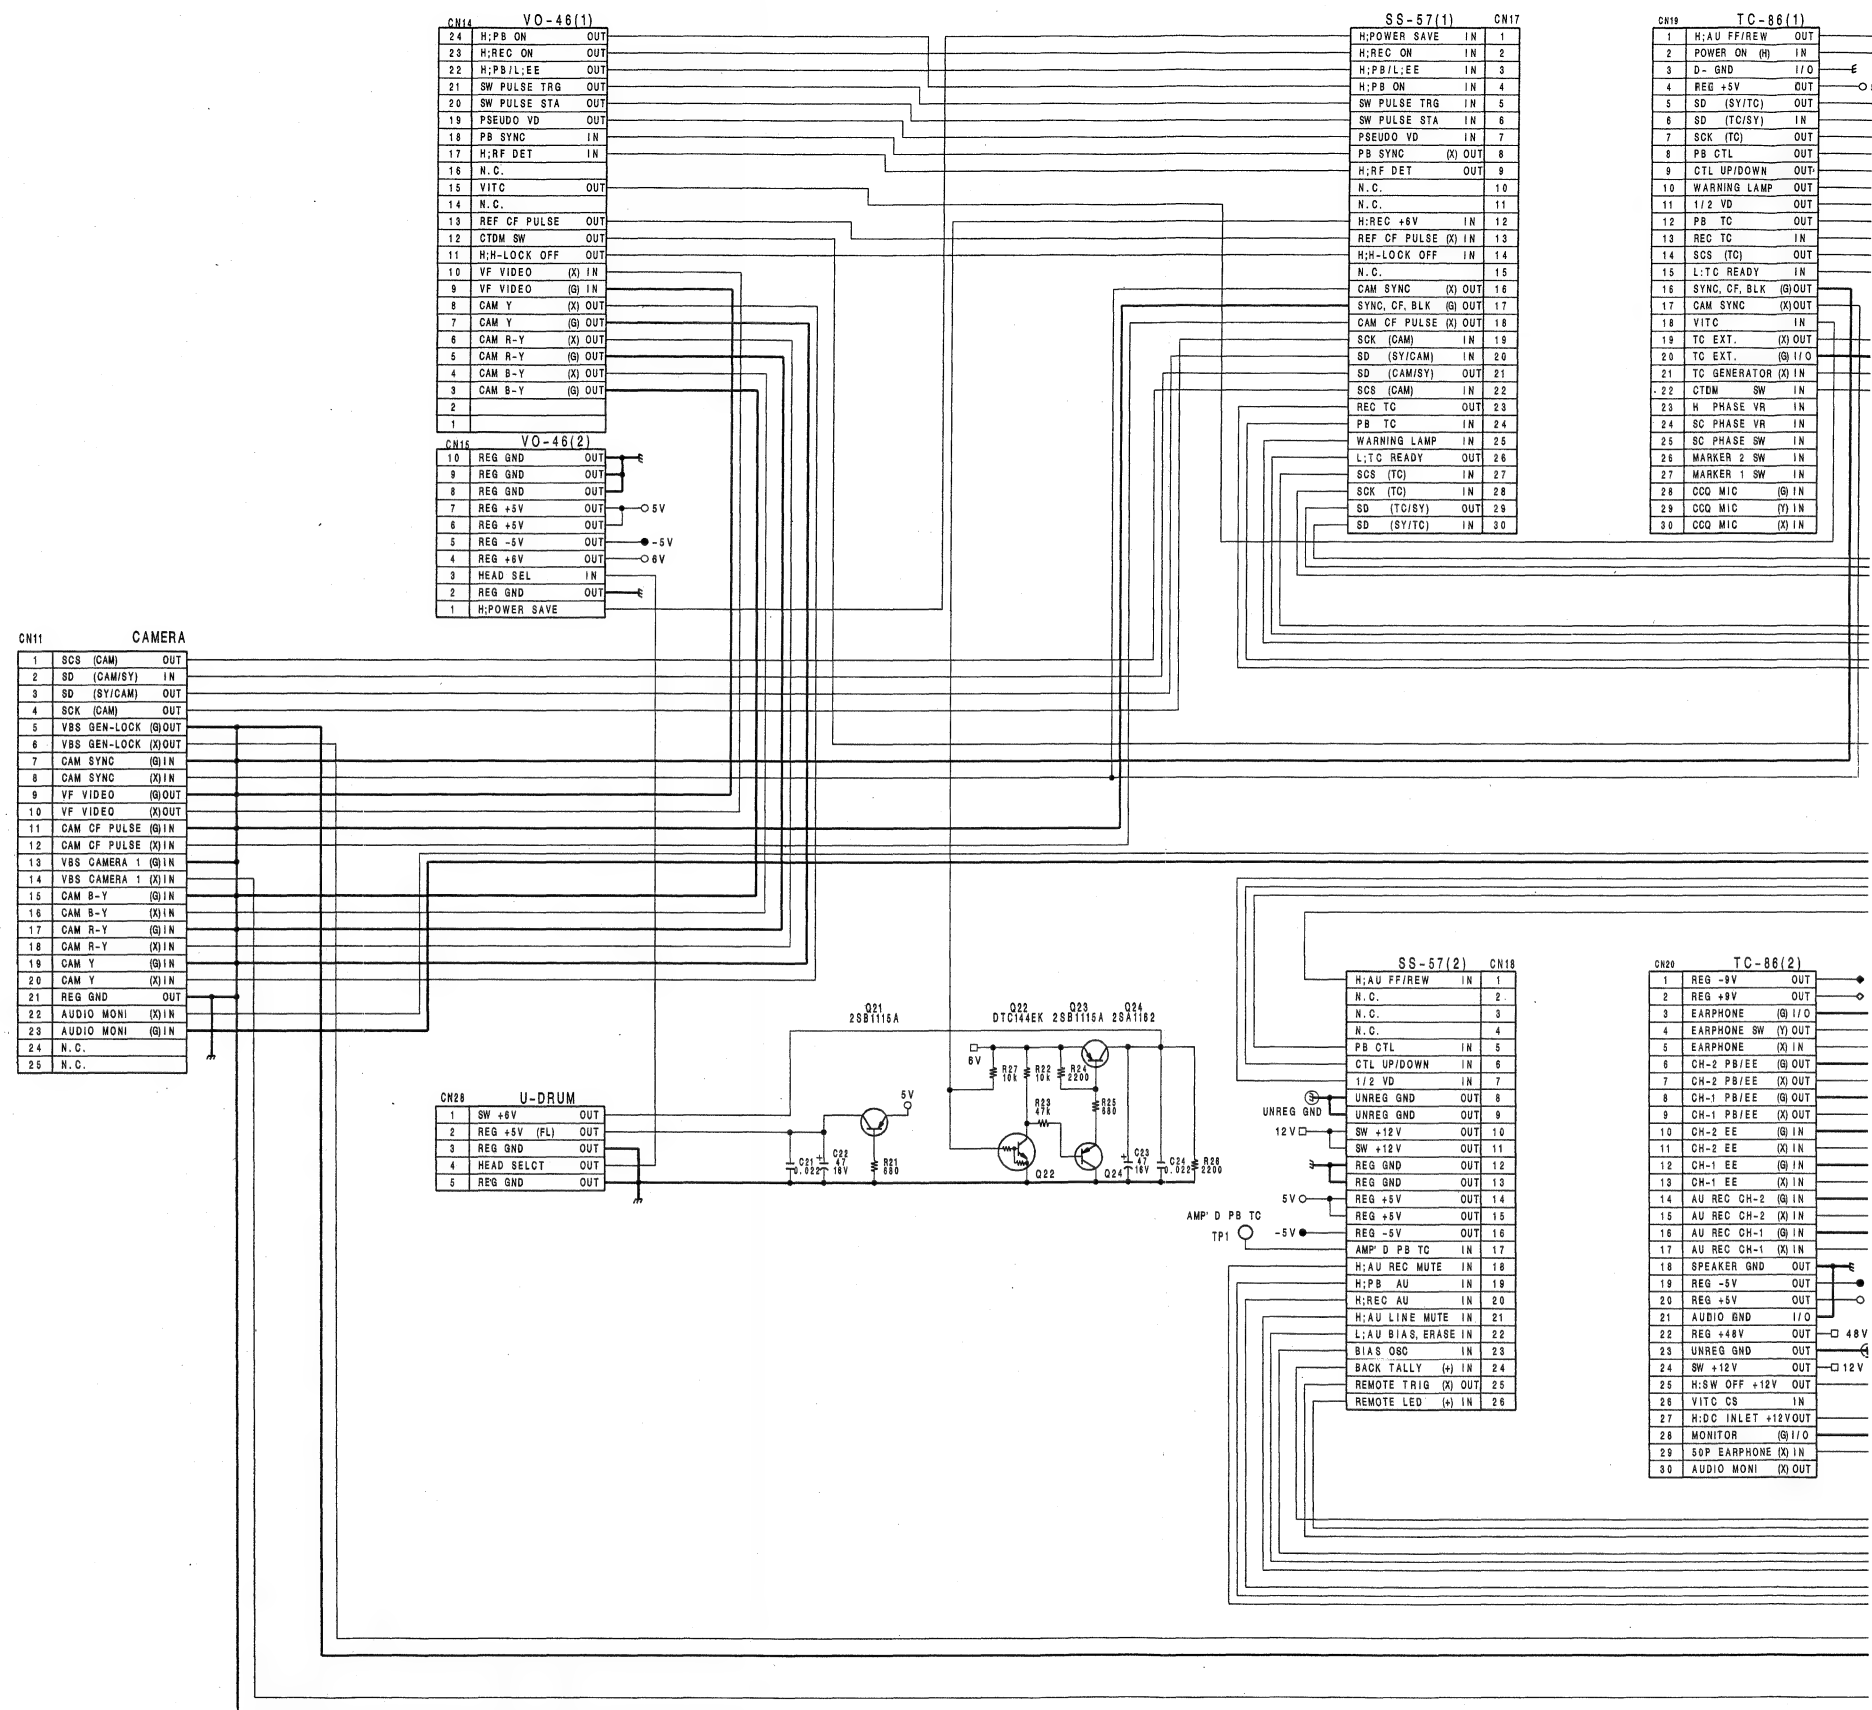 CN14 VO-46(1)
24 H;PB ON OUT
23 H;REC ON OUT
22 H;PB/L;EE OUT
21 SW PULSE TRG OUT
20 SW PULSE STA OUT
19 PSEUDO VD OUT
18 PB SYNC IN
17 H;RF DET IN
16 N.C.
15 VITC OUT
14 N.C.
13 REF CF PULSE OUT
12 CTDM SW OUT
11 H;H-LOCK OFF OUT
10 VF VIDEO (X) IN
9 VF VIDEO (G) IN
8 CAM Y (X) OUT
7 CAM Y (G) OUT
6 CAM R-Y (X) OUT
5 CAM R-Y (G) OUT
4 CAM B-Y (X) OUT
3 CAM B-Y (G) OUT
2
1
CN15 VO-46(2)
10 REG GND OUT
9 REG GND OUT
8 REG GND OUT
7 REG +5V OUT 5V
6 REG +5V OUT
5 REG -5V OUT -5V
4 REG +6V OUT 6V
3 HEAD SEL IN
2 REG GND OUT
1 H;POWER SAVE
SS-57(1) CN17
H;POWER SAVE IN 1
H;REC ON IN 2
H;PB/L;EE IN 3
H;PB ON IN 4
SW PULSE TRG IN 5
SW PULSE STA IN 6
PSEUDO VD IN 7
PB SYNC (X) OUT 8
H;RF DET OUT 9
N.C. 10
N.C. 11
H:REC +6V IN 12
REF CF PULSE (X) IN 13
H;H-LOCK OFF IN 14
N.C. 15
CAM SYNC (X) OUT 16
SYNC, CF, BLK (G) OUT 17
CAM CF PULSE (X) OUT 18
SCK (CAM) IN 19
SD (SY/CAM) IN 20
SD (CAM/SY) OUT 21
SCS (CAM) IN 22
REC TC OUT 23
PB TC IN 24
WARNING LAMP IN 25
L;TC READY OUT 26
SCS (TC) IN 27
SCK (TC) IN 28
SD (TC/SY) OUT 29
SD (SY/TC) IN 30
CN19 TC-86(1)
1 H;AU FF/REW OUT
2 POWER ON (H) IN
3 D- GND I/O
4 REG +5V OUT
5 SD (SY/TC) OUT
6 SD (TC/SY) IN
7 SCK (TC) OUT
8 PB CTL OUT
9 CTL UP/DOWN OUT
10 WARNING LAMP OUT
11 1/2 VD OUT
12 PB TC OUT
13 REC TC IN
14 SCS (TC) OUT
15 L:TC READY IN
16 SYNC, CF, BLK (G) OUT
17 CAM SYNC (X) OUT
18 VITC IN
19 TC EXT. (X) OUT
20 TC EXT. (G) I/O
21 TC GENERATOR (X) IN
22 CTDM SW IN
23 H PHASE VR IN
24 SC PHASE VR IN
25 SC PHASE SW IN
26 MARKER 2 SW IN
27 MARKER 1 SW IN
28 CCQ MIC (G) IN
29 CCQ MIC (Y) IN
30 CCQ MIC (X) IN
CN11 CAMERA
1 SCS (CAM) OUT
2 SD (CAM/SY) IN
3 SD (SY/CAM) OUT
4 SCK (CAM) OUT
5 VBS GEN-LOCK (G) OUT
6 VBS GEN-LOCK (X) OUT
7 CAM SYNC (G) IN
8 CAM SYNC (X) IN
9 VF VIDEO (G) OUT
10 VF VIDEO (X) OUT
11 CAM CF PULSE (G) IN
12 CAM CF PULSE (X) IN
13 VBS CAMERA 1 (G) IN
14 VBS CAMERA 1 (X) IN
15 CAM B-Y (G) IN
16 CAM B-Y (X) IN
17 CAM R-Y (G) IN
18 CAM R-Y (X) IN
19 CAM Y (G) IN
20 CAM Y (X) IN
21 REG GND OUT
22 AUDIO MONI (X) IN
23 AUDIO MONI (G) IN
24 N.C.
25 N.C.
CN28 U-DRUM
1 SW +6V OUT
2 REG +5V (FL) OUT
3 REG GND OUT
4 HEAD SELCT OUT
5 REG GND OUT
Q21
2SB1115A
Q22 Q23 Q24
DTC144EK 2SB1115A 2SA1162
5V
6V
R27 10k
R22 10k
R24 2200
R23 47k
R25 680
C21 0.022
C22 47 16V
R21 680
Q22
Q24
C23 47 16V
C24 0.022
R26 2200
AMP' D PB TC
TP1
UNREG GND
12V
5V
-5V
SS-57(2) CN18
H;AU FF/REW IN 1
N.C. 2
N.C. 3
N.C. 4
PB CTL IN 5
CTL UP/DOWN IN 6
1/2 VD IN 7
UNREG GND OUT 8
UNREG GND OUT 9
SW +12V OUT 10
SW +12V OUT 11
REG GND OUT 12
REG GND OUT 13
REG +5V OUT 14
REG +5V OUT 15
REG -5V OUT 16
AMP' D PB TC IN 17
H;AU REC MUTE IN 18
H;PB AU IN 19
H;REC AU IN 20
H;AU LINE MUTE IN 21
L;AU BIAS, ERASE IN 22
BIAS OSC IN 23
BACK TALLY (+) IN 24
REMOTE TRIG (X) OUT 25
REMOTE LED (+) IN 26
CN20 TC-86(2)
1 REG -9V OUT
2 REG +9V OUT
3 EARPHONE (G) I/O
4 EARPHONE SW (Y) OUT
5 EARPHONE (X) IN
6 CH-2 PB/EE (G) OUT
7 CH-2 PB/EE (X) OUT
8 CH-1 PB/EE (G) OUT
9 CH-1 PB/EE (X) OUT
10 CH-2 EE (G) IN
11 CH-2 EE (X) IN
12 CH-1 EE (G) IN
13 CH-1 EE (X) IN
14 AU REC CH-2 (G) IN
15 AU REC CH-2 (X) IN
16 AU REC CH-1 (G) IN
17 AU REC CH-1 (X) IN
18 SPEAKER GND OUT
19 REG -5V OUT
20 REG +5V OUT
21 AUDIO GND I/O
22 REG +48V OUT 48V
23 UNREG GND OUT
24 SW +12V OUT 12V
25 H:SW OFF +12V OUT
26 VITC CS IN
27 H:DC INLET +12V OUT
28 MONITOR (G) I/O
29 50P EARPHONE (X) IN
30 AUDIO MONI (X) OUT